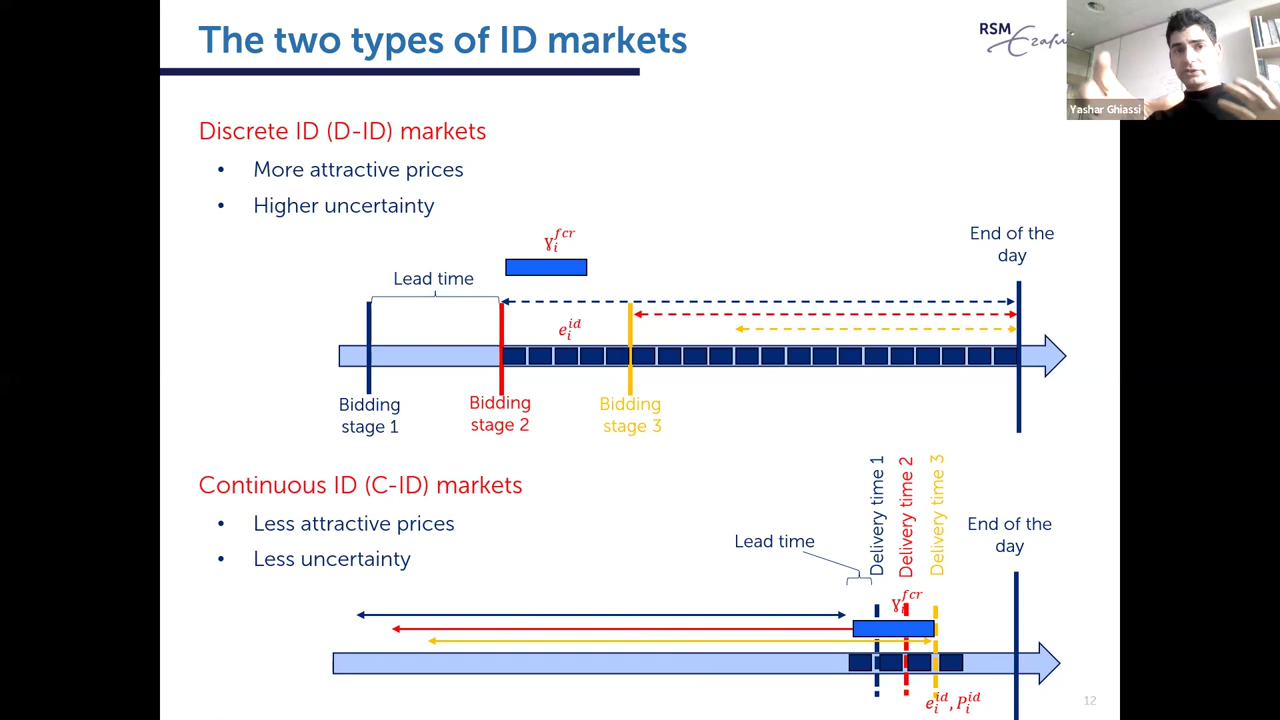 The two types of ID markets
RSM
Ezafus
Yashar Ghiassi
Discrete ID (D-ID) markets
• More attractive prices
• Higher uncertainty
γ_i^{fcr}
Lead time
End of the
day
e_i^{id}
Bidding
stage 1
Bidding
stage 2
Bidding
stage 3
Continuous ID (C-ID) markets
• Less attractive prices
• Less uncertainty
Lead time
Delivery time 1
Delivery time 2
Delivery time 3
End of the
day
γ_i^{fcr}
e_i^{id}, P_i^{id}
12